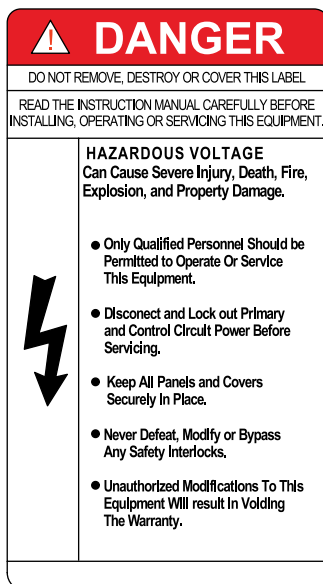 DANGER
DO NOT REMOVE, DESTROY OR COVER THIS LABEL
READ THE INSTRUCTION MANUAL CAREFULLY BEFORE
INSTALLING, OPERATING OR SERVICING THIS EQUIPMENT.
HAZARDOUS VOLTAGE
Can Cause Severe Injury, Death, Fire,
Explosion, and Property Damage.
● Only Qualified Personnel Should be
Permitted to Operate Or Service
This Equipment.
● Disconect and Lock out Primary
and Control Circuit Power Before
Servicing.
● Keep All Panels and Covers
Securely In Place.
● Never Defeat, Modify or Bypass
Any Safety Interlocks.
● Unauthorized Modifications To This
Equipment Will result In Voiding
The Warranty.